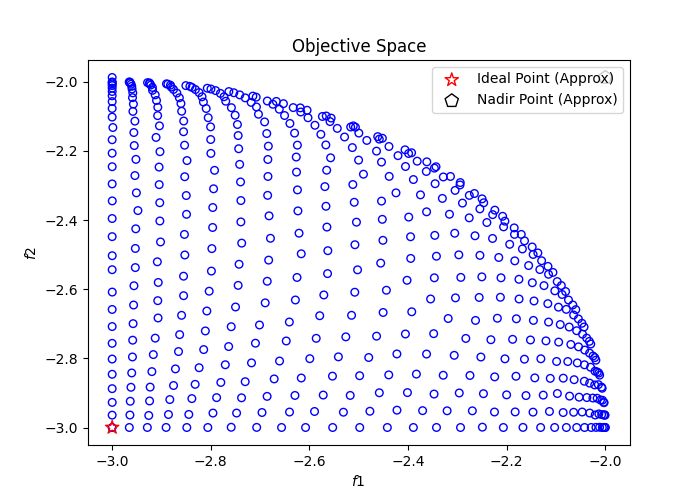 Objective Space
Ideal Point (Approx)
Nadir Point (Approx)
f2
−2.0
−2.2
−2.4
−2.6
−2.8
−3.0
−3.0 −2.8 −2.6 −2.4 −2.2 −2.0
f1